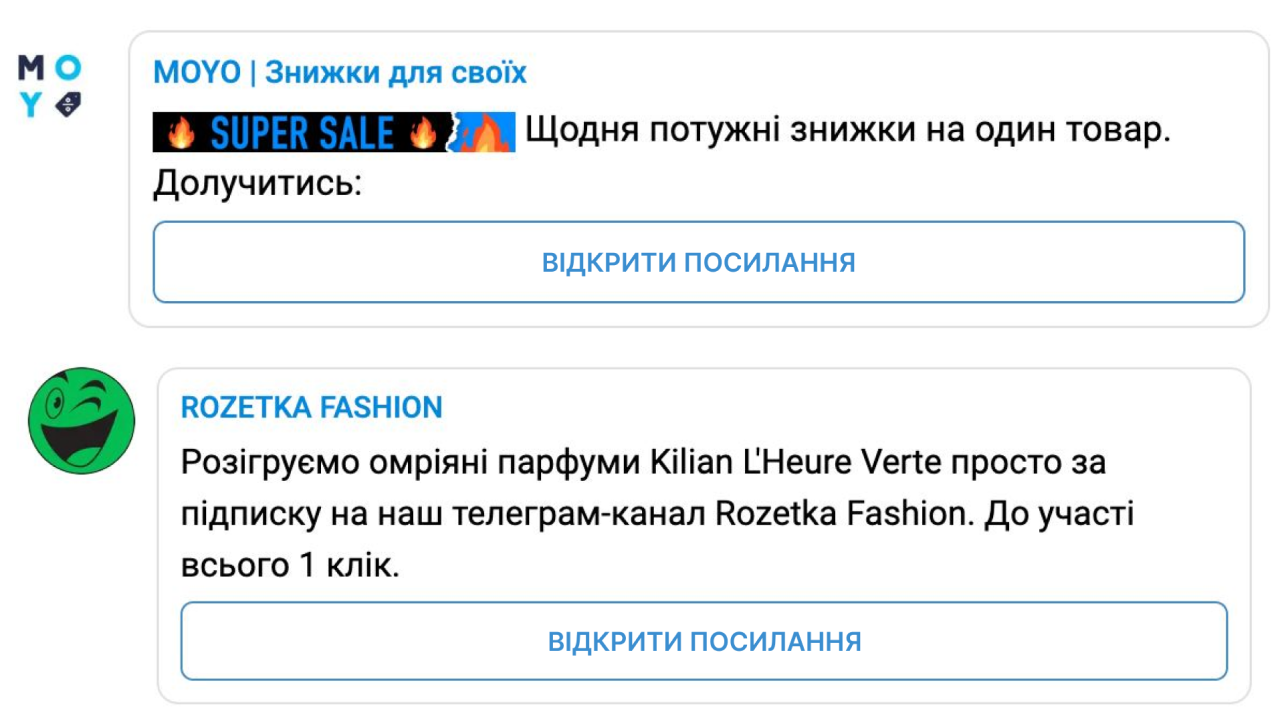 M O
Y
MOYO | Знижки для своїх
🔥 SUPER SALE 🔥 Щодня потужні знижки на один товар.
Долучитись:
ВІДКРИТИ ПОСИЛАННЯ
ROZETKA FASHION
Розігруємо омріяні парфуми Kilian L'Heure Verte просто за
підписку на наш телеграм-канал Rozetka Fashion. До участі
всього 1 клік.
ВІДКРИТИ ПОСИЛАННЯ